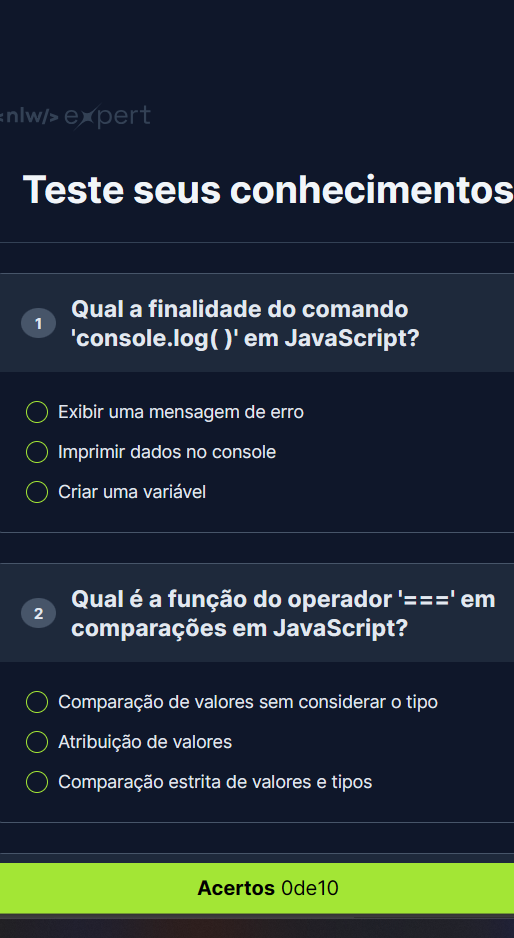 <nlw/> expert
Teste seus conhecimentos
1
Qual a finalidade do comando
'console.log( )' em JavaScript?
Exibir uma mensagem de erro
Imprimir dados no console
Criar uma variável
2
Qual é a função do operador '===' em
comparações em JavaScript?
Comparação de valores sem considerar o tipo
Atribuição de valores
Comparação estrita de valores e tipos
Acertos 0de10